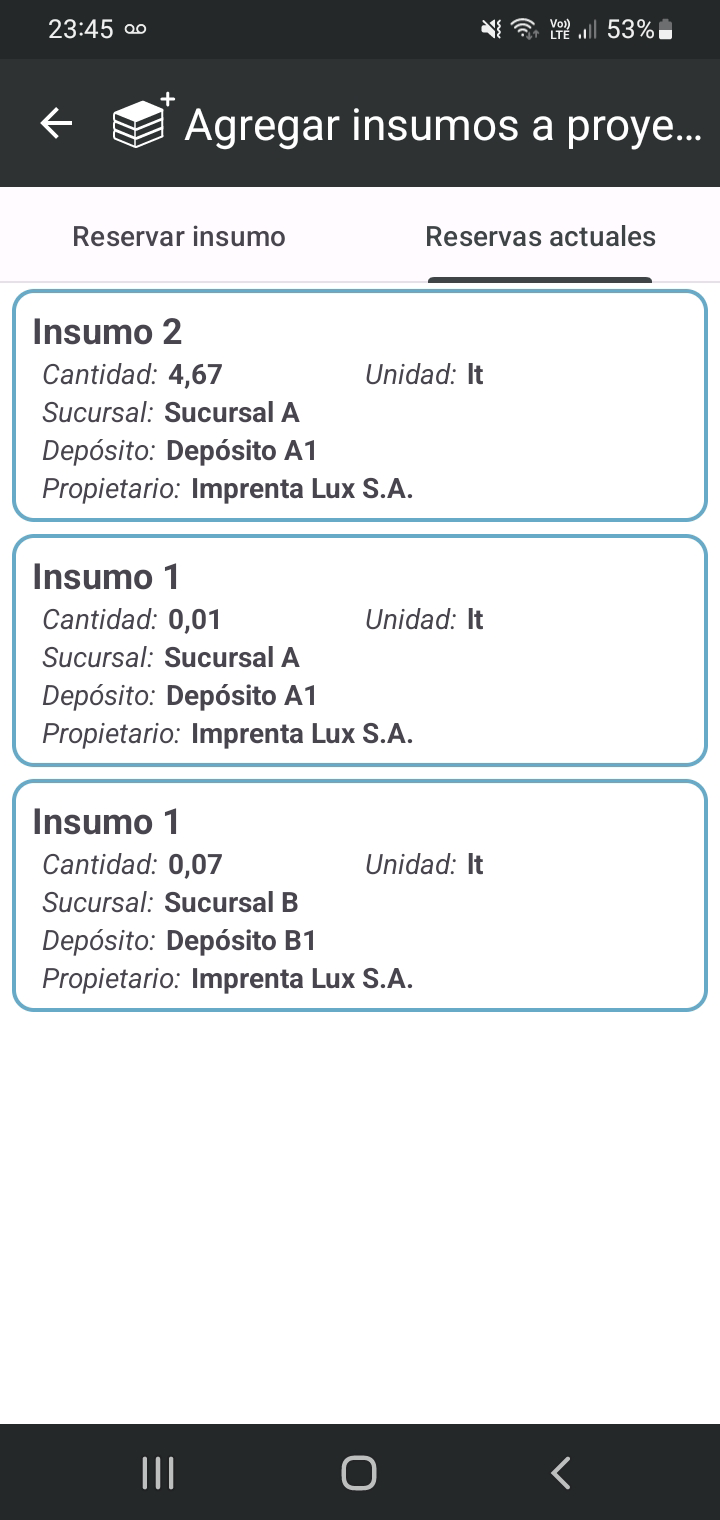 23:45
Vo))
LTE
53%
Agregar insumos a proye...
Reservar insumo
Reservas actuales
Insumo 2
Cantidad: 4,67 Unidad: lt
Sucursal: Sucursal A
Depósito: Depósito A1
Propietario: Imprenta Lux S.A.
Insumo 1
Cantidad: 0,01 Unidad: lt
Sucursal: Sucursal A
Depósito: Depósito A1
Propietario: Imprenta Lux S.A.
Insumo 1
Cantidad: 0,07 Unidad: lt
Sucursal: Sucursal B
Depósito: Depósito B1
Propietario: Imprenta Lux S.A.